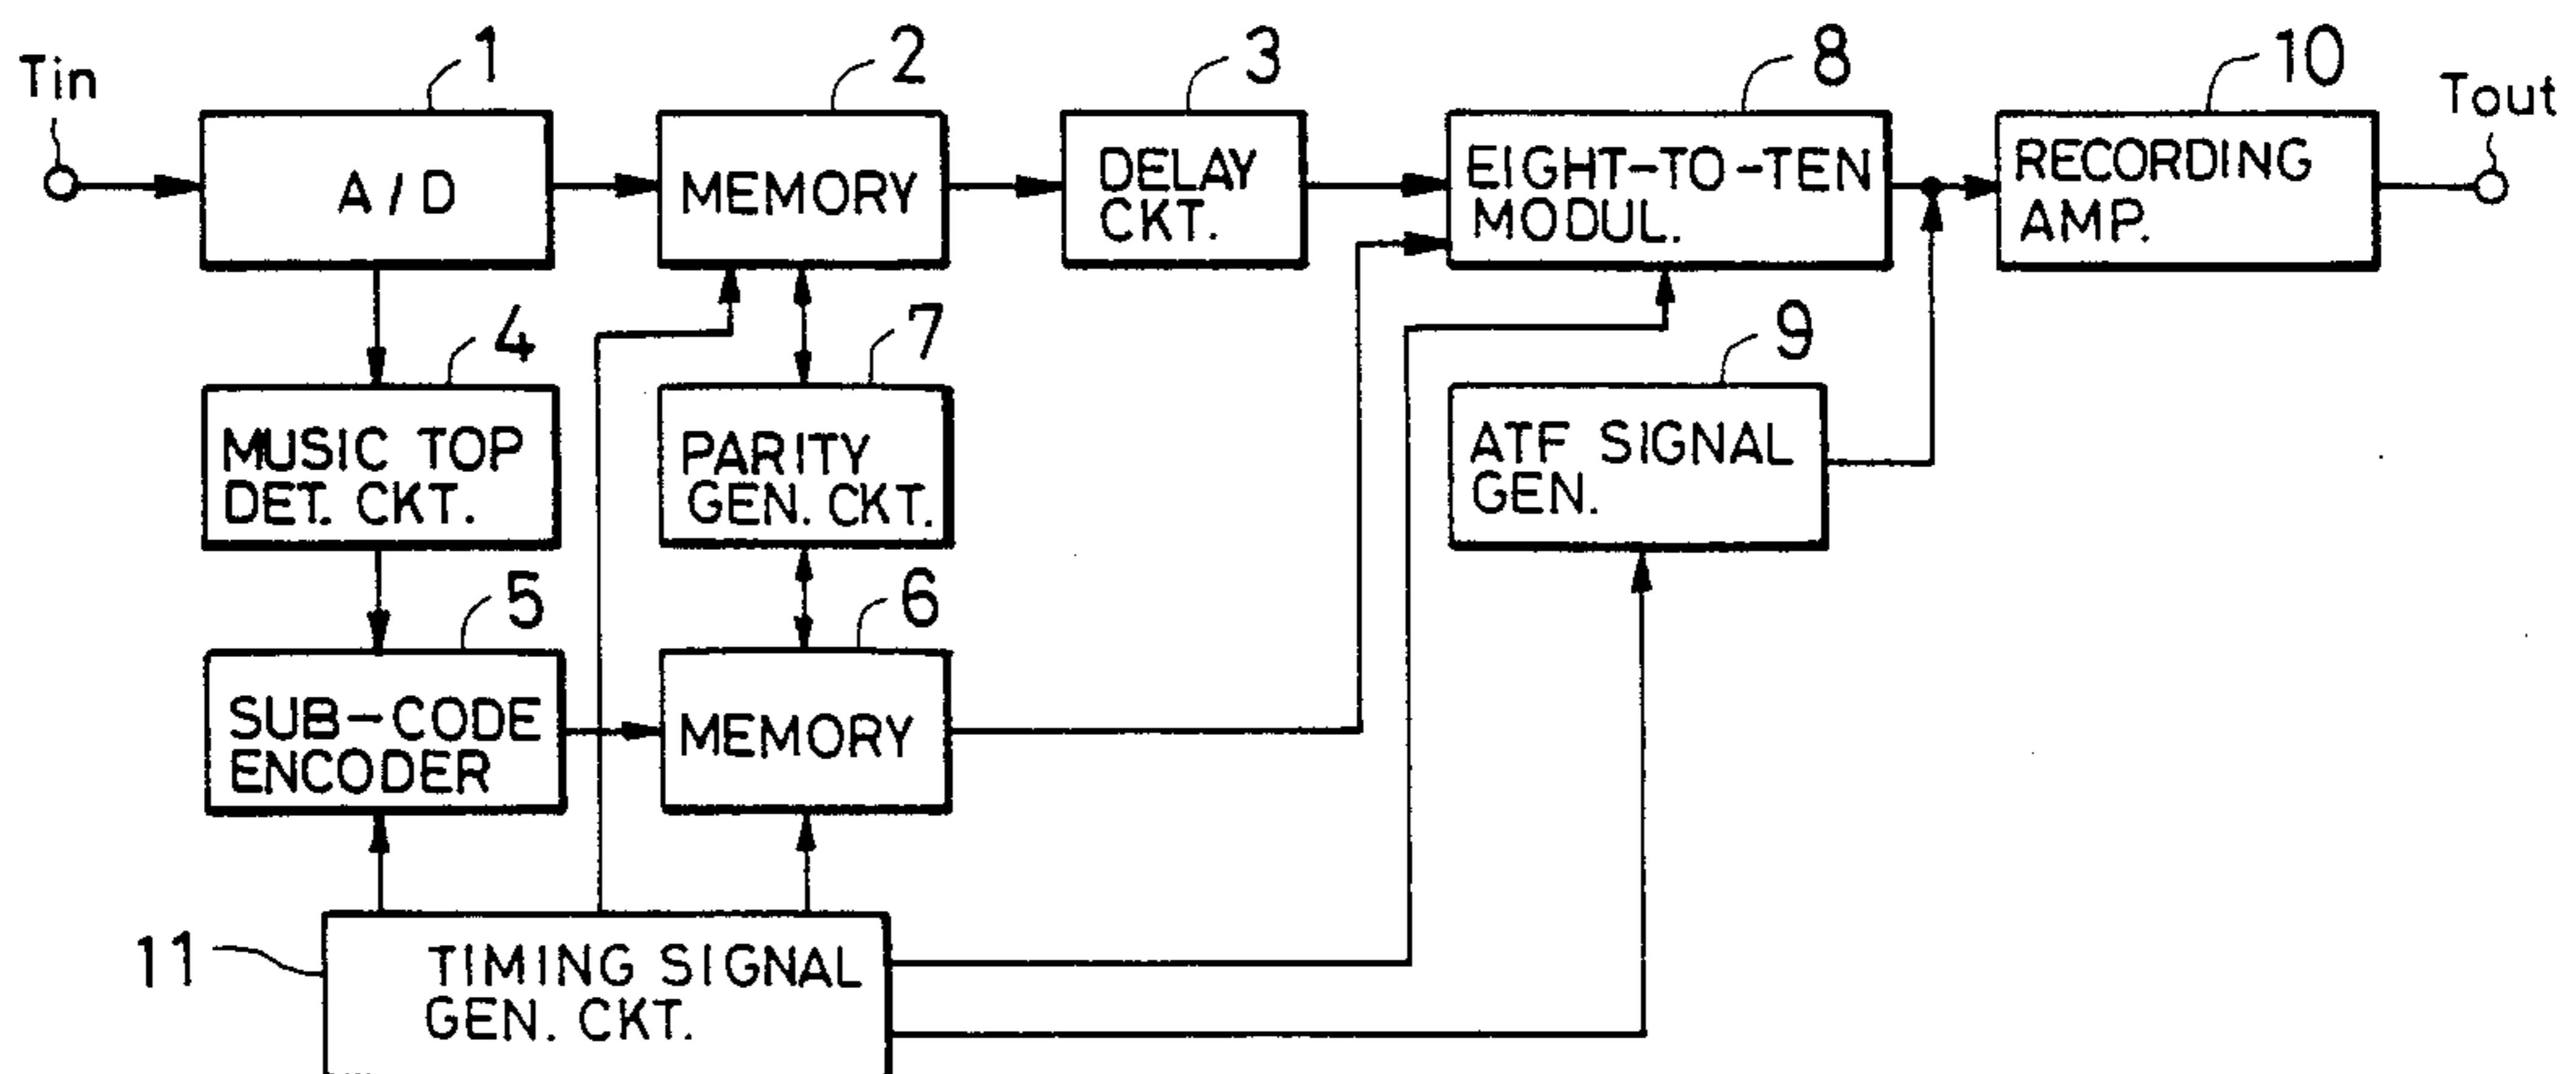 Tin
1
2
3
8
10
Tout
A/D
MEMORY
DELAY
CKT.
EIGHT-TO-TEN
MODUL.
RECORDING
AMP.
4
7
9
MUSIC TOP
DET. CKT.
PARITY
GEN. CKT.
ATF SIGNAL
GEN.
5
6
SUB-CODE
ENCODER
MEMORY
11
TIMING SIGNAL
GEN. CKT.